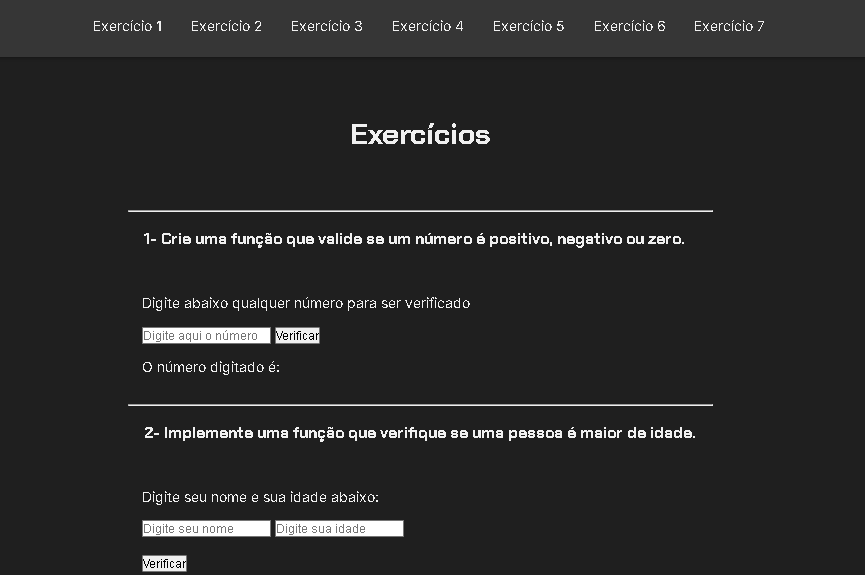 Exercício 1 Exercício 2 Exercício 3 Exercício 4 Exercício 5 Exercício 6 Exercício 7
Exercícios
1- Crie uma função que valide se um número é positivo, negativo ou zero.
Digite abaixo qualquer número para ser verificado
Digite aqui o número Verificar
O número digitado é:
2- Implemente uma função que verifique se uma pessoa é maior de idade.
Digite seu nome e sua idade abaixo:
Digite seu nome Digite sua idade
Verificar